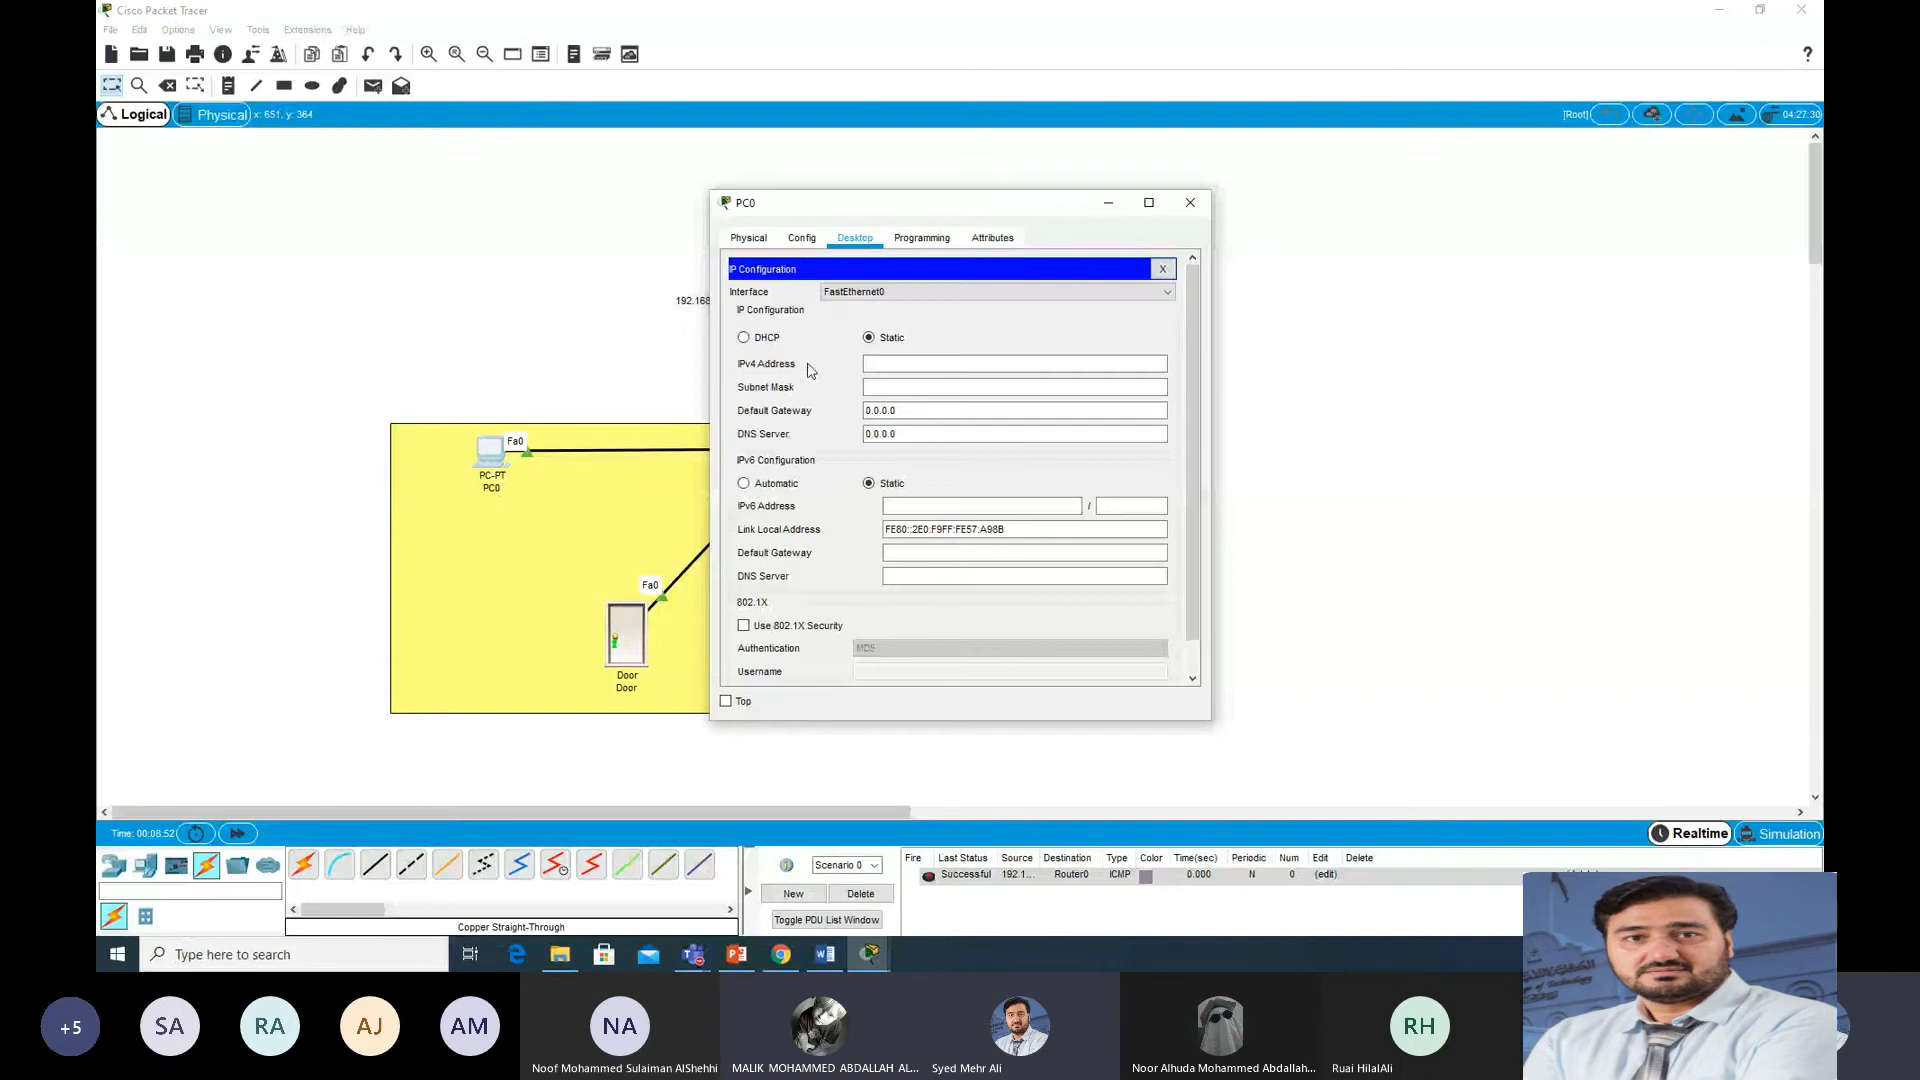 Cisco Packet Tracer
File Edit Options View Tools Extensions Help
?
Logical Physical x: 651, y: 364 [Root] 04:27:30
192.168
Fa0
PC-PT
PC0
Fa0
Door
Door
PC0
Physical Config Desktop Programming Attributes
IP Configuration X
Interface FastEthernet0
IP Configuration
DHCP Static
IPv4 Address
Subnet Mask
Default Gateway 0.0.0.0
DNS Server 0.0.0.0
IPv6 Configuration
Automatic Static
IPv6 Address /
Link Local Address FE80::2E0:F9FF:FE57:A98B
Default Gateway
DNS Server
802.1X
Use 802.1X Security
Authentication MD5
Username
Top
Time: 00:08:52 Realtime Simulation
Scenario 0
New Delete
Toggle PDU List Window
Copper Straight-Through
Fire Last Status Source Destination Type Color Time(sec) Periodic Num Edit Delete
Successful 192.1... Router0 ICMP 0.000 N 0 (edit)
Type here to search
+5 SA RA AJ AM NA RH
Noof Mohammed Sulaiman AlShehhi MALIK MOHAMMED ABDALLAH AL... Syed Mehr Ali Noor Alhuda Mohammed Abdallah... Ruai HilalAli